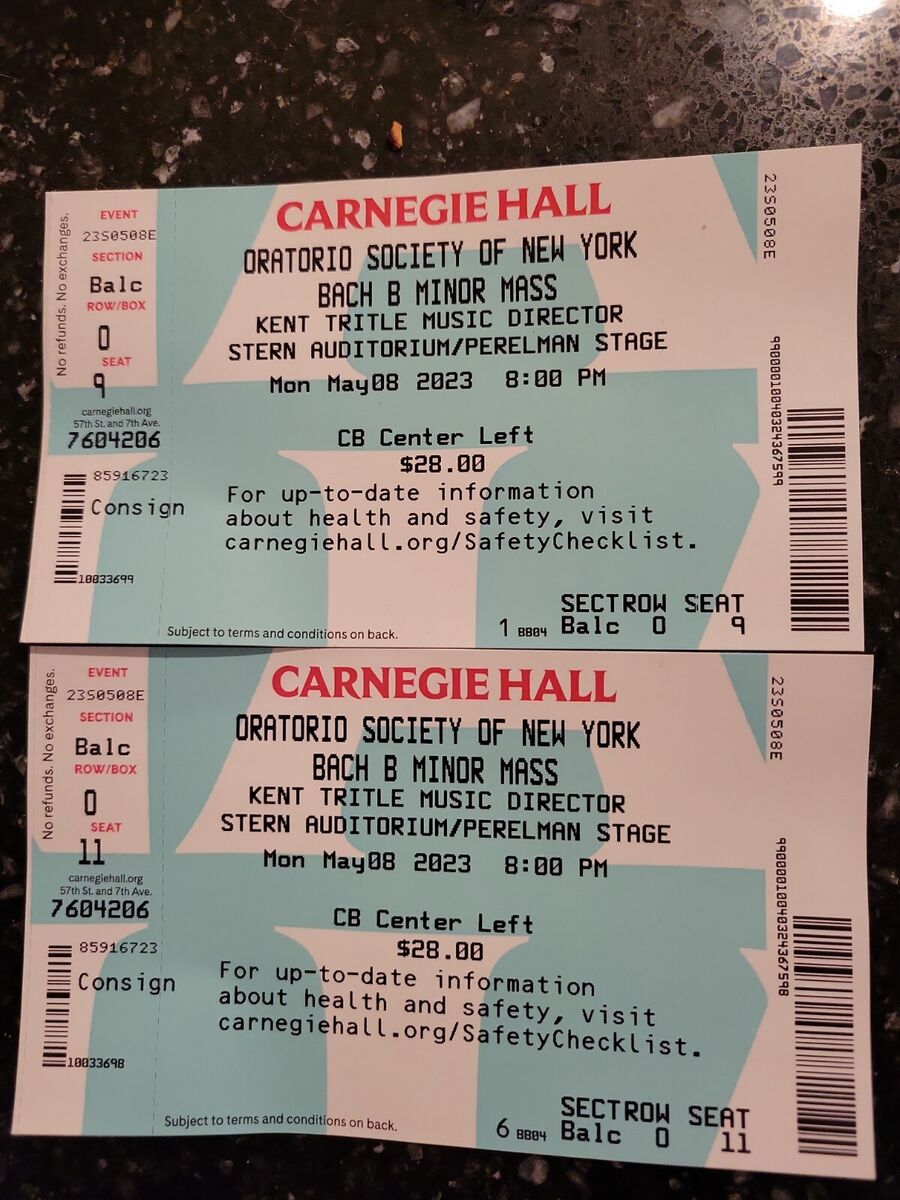 No refunds. No exchanges.
EVENT
23S0508E
SECTION
Balc
ROW/BOX
O
SEAT
9
carnegiehall.org
57th St. and 7th Ave.
7604206
85916723
Consign
10033699
CARNEGIE HALL
ORATORIO SOCIETY OF NEW YORK
BACH B MINOR MASS
KENT TRITLE MUSIC DIRECTOR
STERN AUDITORIUM/PERELMAN STAGE
Mon May08 2023 8:00 PM
CB Center Left
$28.00
For up-to-date information
about health and safety, visit
carnegiehall.org/SafetyChecklist.
SECTROW SEAT
1 BB04 Balc O 9
Subject to terms and conditions on back.
23S0508E
99000010040324367599
No refunds. No exchanges.
EVENT
23S0508E
SECTION
Balc
ROW/BOX
O
SEAT
11
carnegiehall.org
57th St. and 7th Ave.
7604206
85916723
Consign
10033698
CARNEGIE HALL
ORATORIO SOCIETY OF NEW YORK
BACH B MINOR MASS
KENT TRITLE MUSIC DIRECTOR
STERN AUDITORIUM/PERELMAN STAGE
Mon May08 2023 8:00 PM
CB Center Left
$28.00
For up-to-date information
about health and safety, visit
carnegiehall.org/SafetyChecklist.
SECTROW SEAT
6 BB04 Balc O 11
Subject to terms and conditions on back.
23S0508E
99000010040324367598